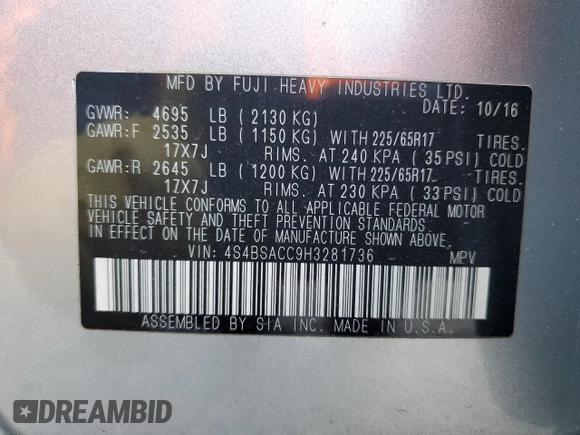 MFD BY FUJI HEAVY INDUSTRIES LTD.
DATE: 10/16
GVWR: 4695 LB ( 2130 KG)
GAWR:F 2535 LB ( 1150 KG) WITH 225/65R17 TIRES.
17X7J RIMS. AT 240 KPA ( 35 PSI) COLD
GAWR:R 2645 LB ( 1200 KG) WITH 225/65R17 TIRES.
17X7J RIMS. AT 230 KPA ( 33 PSI) COLD
THIS VEHICLE CONFORMS TO ALL APPLICABLE FEDERAL MOTOR
VEHICLE SAFETY AND THEFT PREVENTION STANDARDS
IN EFFECT ON THE DATE OF MANUFACTURE SHOWN ABOVE.
VIN: 4S4BSACC9H3281736 MPV
ASSEMBLED BY SIA INC. MADE IN U.S.A.
DREAMBID